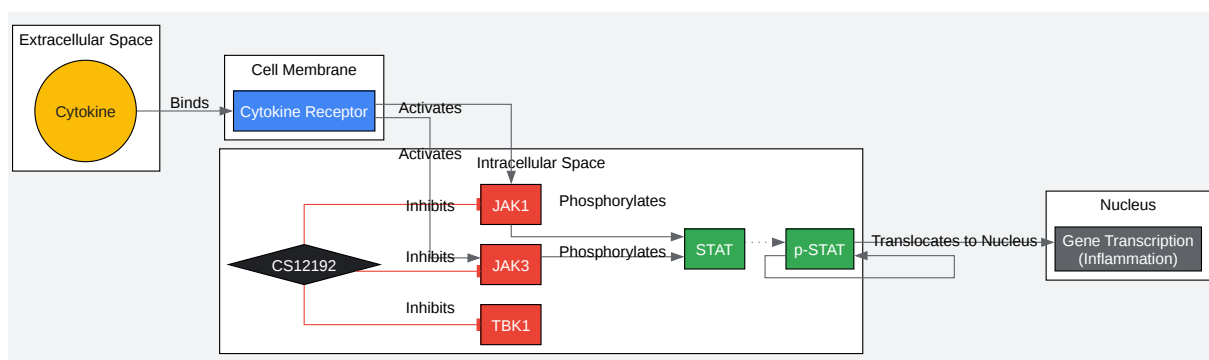 Extracellular Space
Cytokine
Binds
Cell Membrane
Cytokine Receptor
Activates
Activates
Intracellular Space
Inhibits
JAK1
Phosphorylates
CS12192
Inhibits
JAK3
Phosphorylates
STAT
p-STAT
Translocates to Nucleus
Inhibits
TBK1
Nucleus
Gene Transcription
(Inflammation)